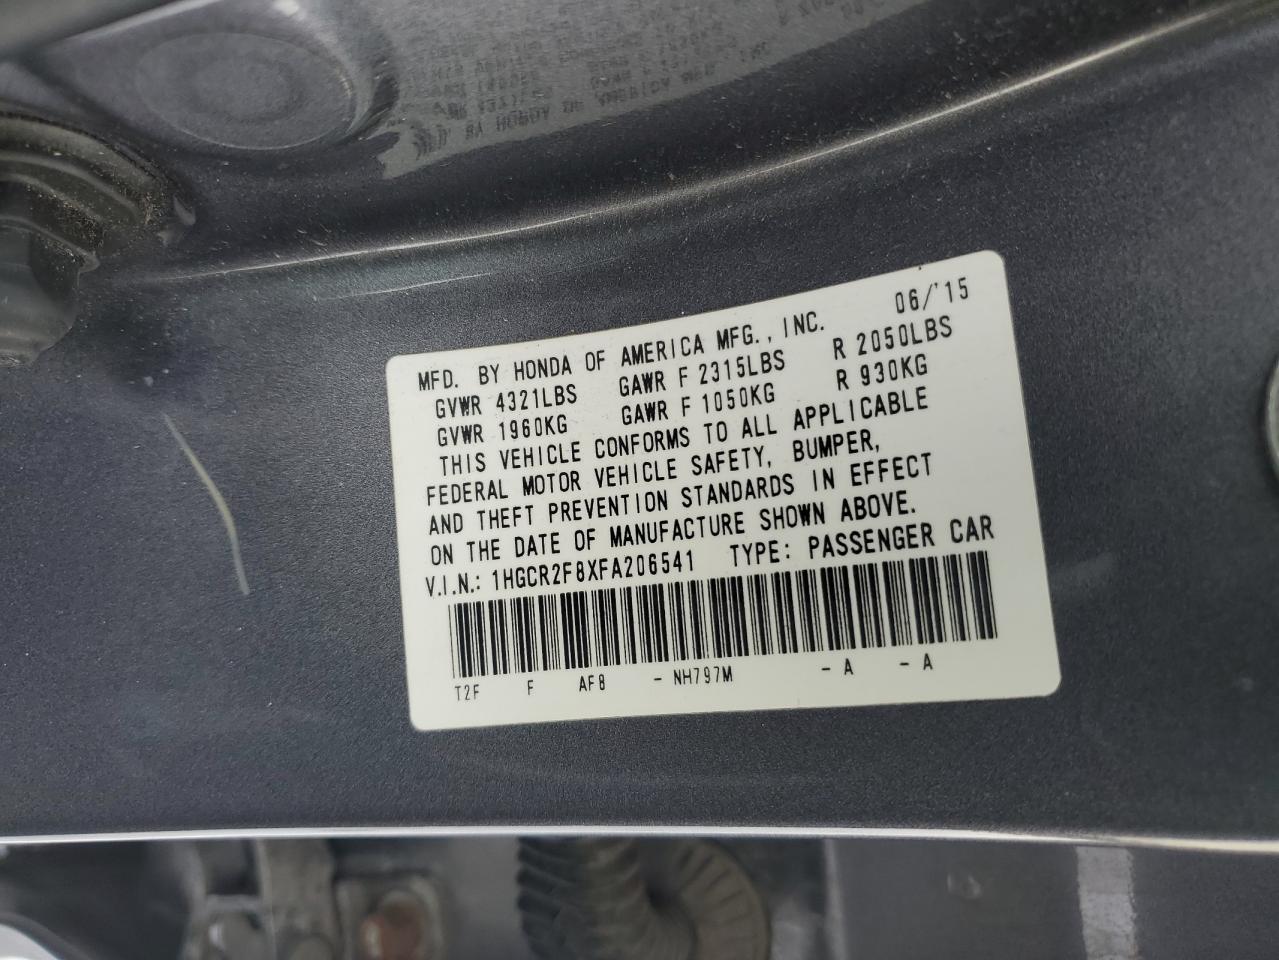 MFD. BY HONDA OF AMERICA MFG., INC. 06/'15
GVWR 4321LBS GAWR F 2315LBS R 2050LBS
GVWR 1960KG GAWR F 1050KG R 930KG
THIS VEHICLE CONFORMS TO ALL APPLICABLE
FEDERAL MOTOR VEHICLE SAFETY, BUMPER,
AND THEFT PREVENTION STANDARDS IN EFFECT
ON THE DATE OF MANUFACTURE SHOWN ABOVE.
V.I.N.: 1HGCR2F8XFA206541 TYPE: PASSENGER CAR
T2F F AF8 - NH797M - A - A